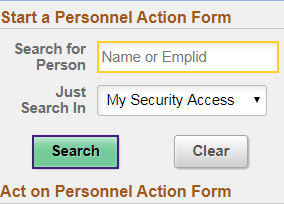 Start a Personnel Action Form
Search for
Person
Name or Emplid
Just
Search In
My Security Access
Search
Clear
Act on Personnel Action Form